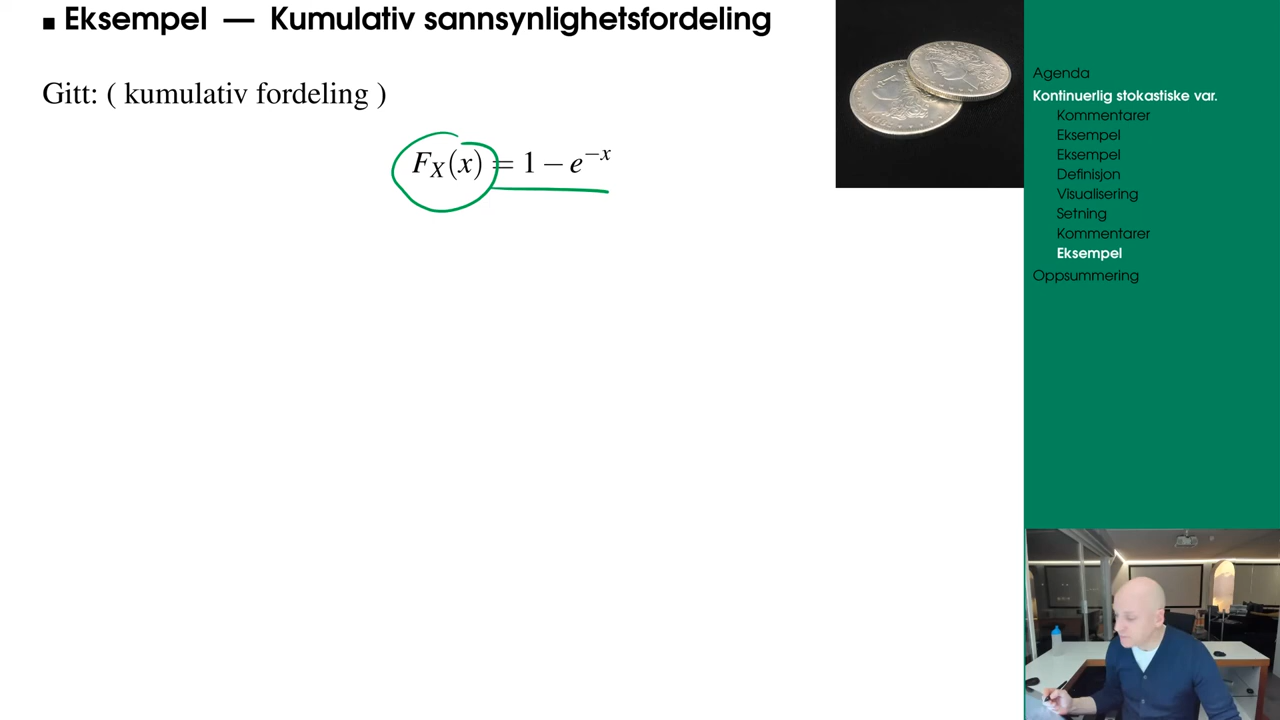 Eksempel — Kumulativ sannsynlighetsfordeling
Gitt: ( kumulativ fordeling )
F_X(x) = 1 − e^{−x}
Agenda
Kontinuerlig stokastiske var.
Kommentarer
Eksempel
Eksempel
Definisjon
Visualisering
Setning
Kommentarer
Eksempel
Oppsummering